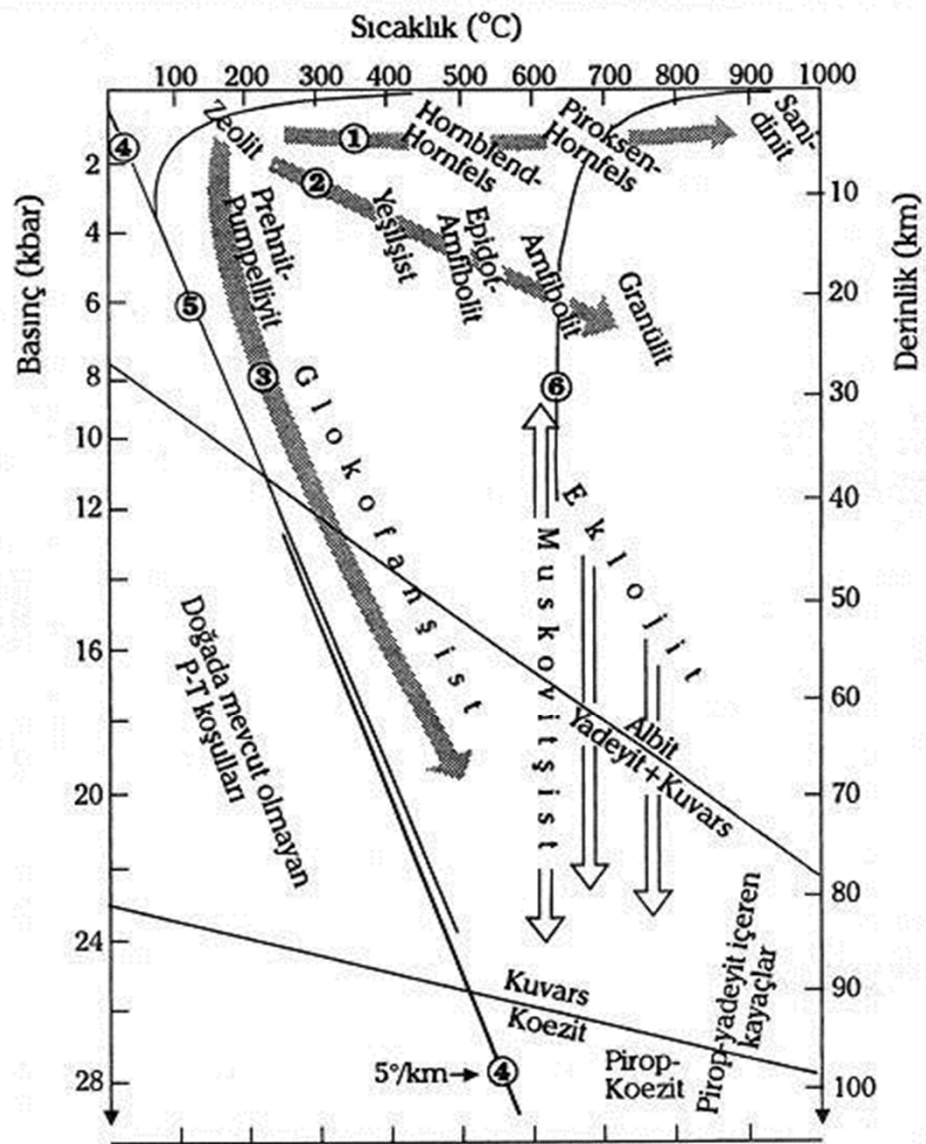 Sıcaklık (°C)
100 200 300 400 500 600 700 800 900 1000
Basınç (kbar)
2
4
6
8
10
12
16
20
24
28
Derinlik (km)
10
20
30
40
50
60
70
80
90
100
Zeolit
1
Hornblend-
Hornfels
Piroksen-
Hornfels
Sani-
dinit
4
2
Prehnit-
Pumpelliyit
Yeşilşist
Epidot-
Amfibolit
Amfibolit
Granülit
5
3
6
Glokofanşist
Eklojit
Muskovitşist
Doğada mevcut olmayan
P-T koşulları
Albit
Yadeyit+Kuvars
Kuvars
Koezit
Pirop-
Koezit
Pirop-yadeyit içeren
kayaçlar
5°/km
4